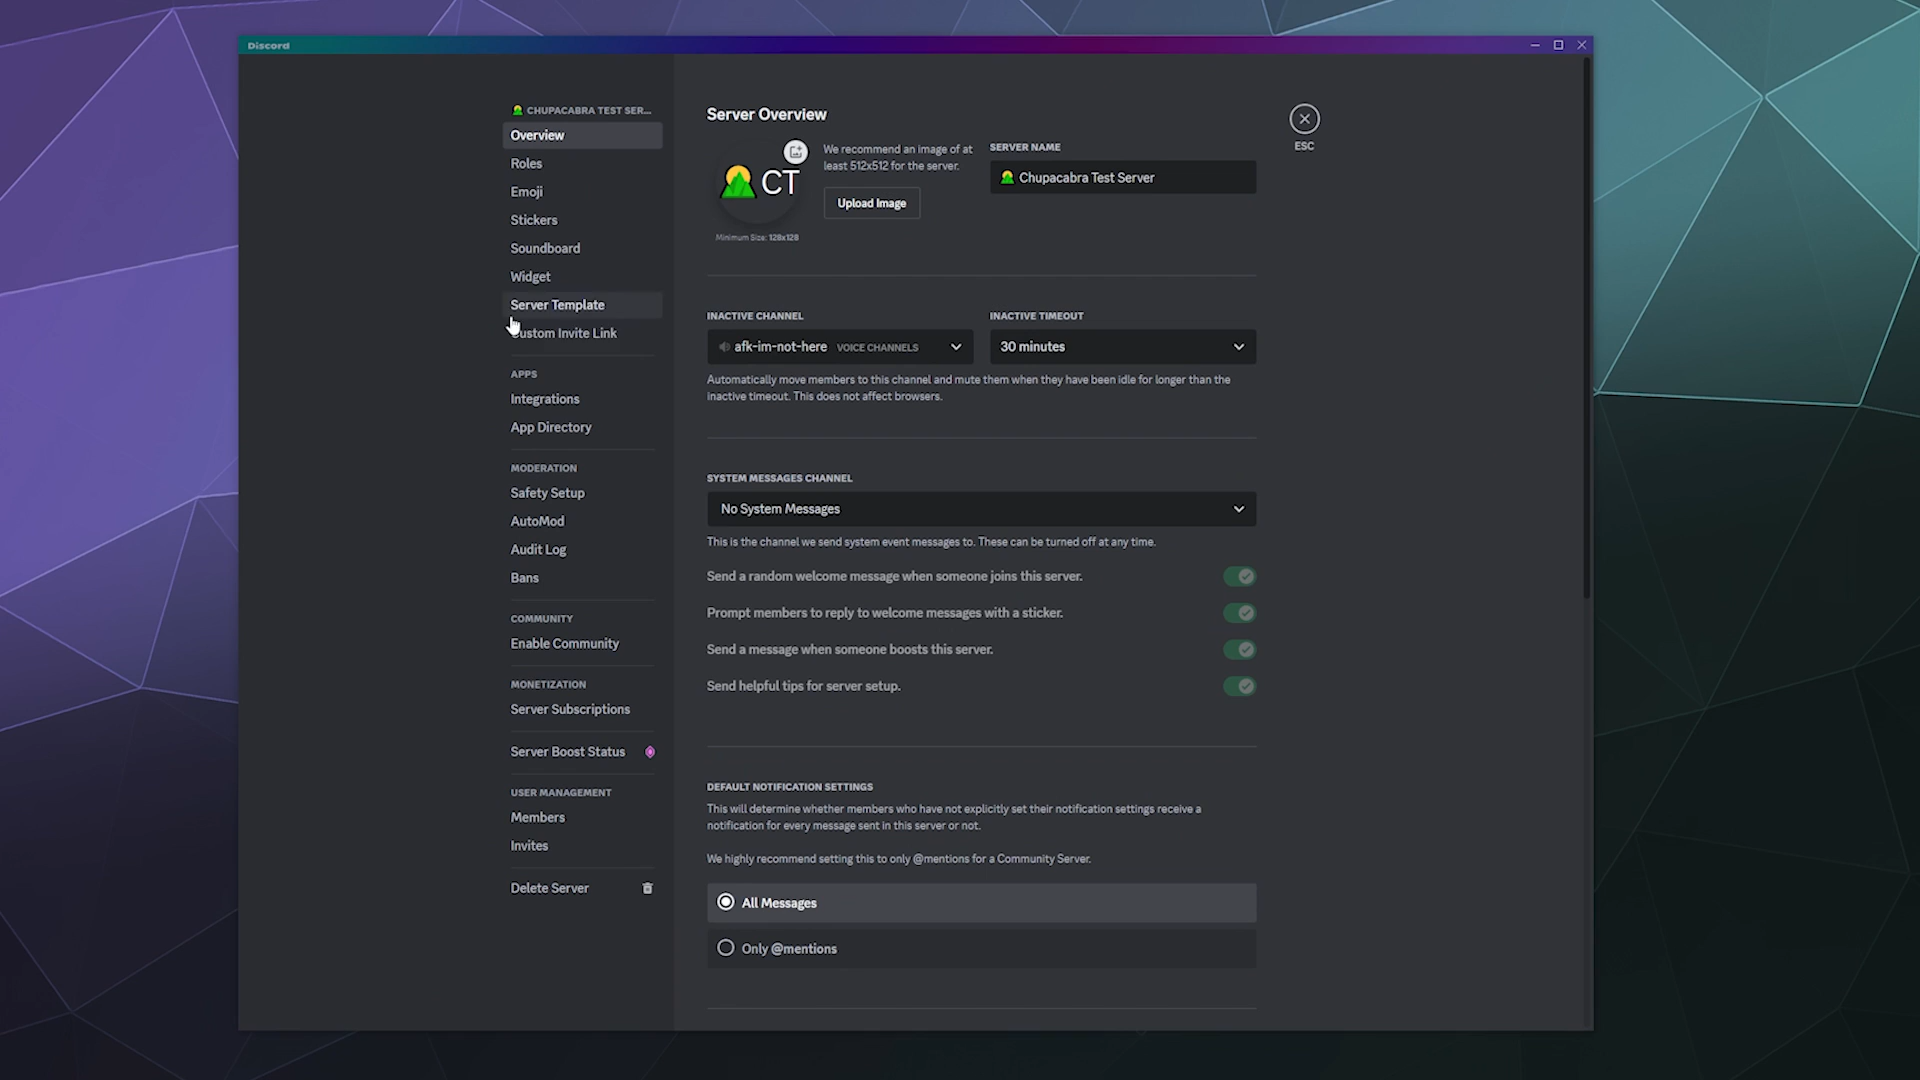 Discord
CHUPACABRA TEST SER...
Overview
Roles
Emoji
Stickers
Soundboard
Widget
Server Template
Custom Invite Link
APPS
Integrations
App Directory
MODERATION
Safety Setup
AutoMod
Audit Log
Bans
COMMUNITY
Enable Community
MONETIZATION
Server Subscriptions
Server Boost Status
USER MANAGEMENT
Members
Invites
Delete Server
Server Overview
CT
Minimum Size: 128x128
We recommend an image of at
least 512x512 for the server.
Upload Image
SERVER NAME
Chupacabra Test Server
ESC
INACTIVE CHANNEL
afk-im-not-here VOICE CHANNELS
INACTIVE TIMEOUT
30 minutes
Automatically move members to this channel and mute them when they have been idle for longer than the
inactive timeout. This does not affect browsers.
SYSTEM MESSAGES CHANNEL
No System Messages
This is the channel we send system event messages to. These can be turned off at any time.
Send a random welcome message when someone joins this server.
Prompt members to reply to welcome messages with a sticker.
Send a message when someone boosts this server.
Send helpful tips for server setup.
DEFAULT NOTIFICATION SETTINGS
This will determine whether members who have not explicitly set their notification settings receive a
notification for every message sent in this server or not.
We highly recommend setting this to only @mentions for a Community Server.
All Messages
Only @mentions